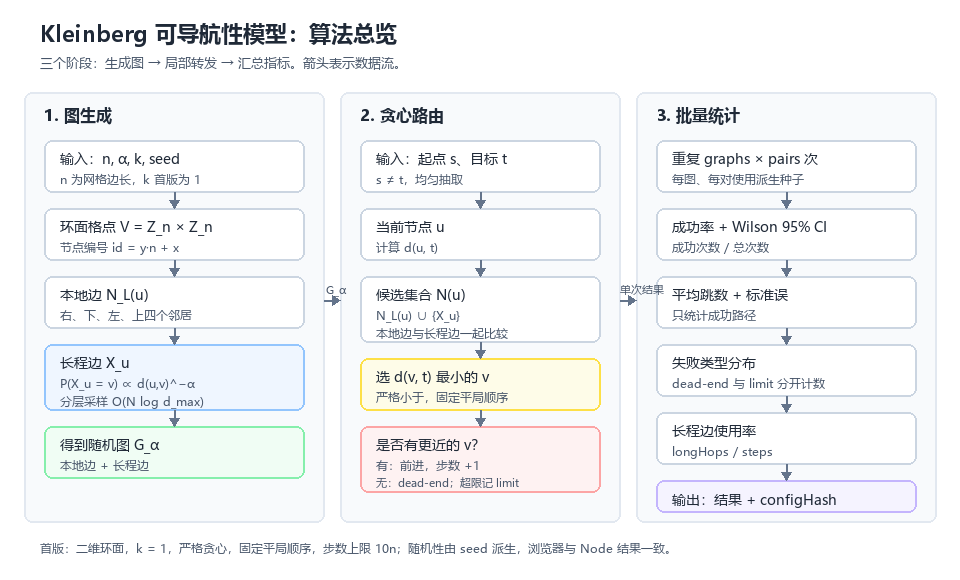 Kleinberg 可导航性模型：算法总览
三个阶段：生成图 → 局部转发 → 汇总指标。箭头表示数据流。
1. 图生成
输入：n, α, k, seed
n 为网格边长，k 首版为 1
环面格点 V = Z_n × Z_n
节点编号 id = y·n + x
本地边 N_L(u)
右、下、左、上四个邻居
长程边 X_u
P(X_u = v) ∝ d(u,v)^−α
分层采样 O(N log d_max)
得到随机图 G_α
本地边 + 长程边
G_α
2. 贪心路由
输入：起点 s、目标 t
s ≠ t，均匀抽取
当前节点 u
计算 d(u, t)
候选集合 N(u)
N_L(u) ∪ {X_u}
本地边与长程边一起比较
选 d(v, t) 最小的 v
严格小于，固定平局顺序
是否有更近的 v?
有：前进，步数 +1
无：dead-end；超限记 limit
单次结果
3. 批量统计
重复 graphs × pairs 次
每图、每对使用派生种子
成功率 + Wilson 95% CI
成功次数 / 总次数
平均跳数 + 标准误
只统计成功路径
失败类型分布
dead-end 与 limit 分开计数
长程边使用率
longHops / steps
输出：结果 + configHash
首版：二维环面，k = 1，严格贪心，固定平局顺序，步数上限 10n；随机性由 seed 派生，浏览器与 Node 结果一致。